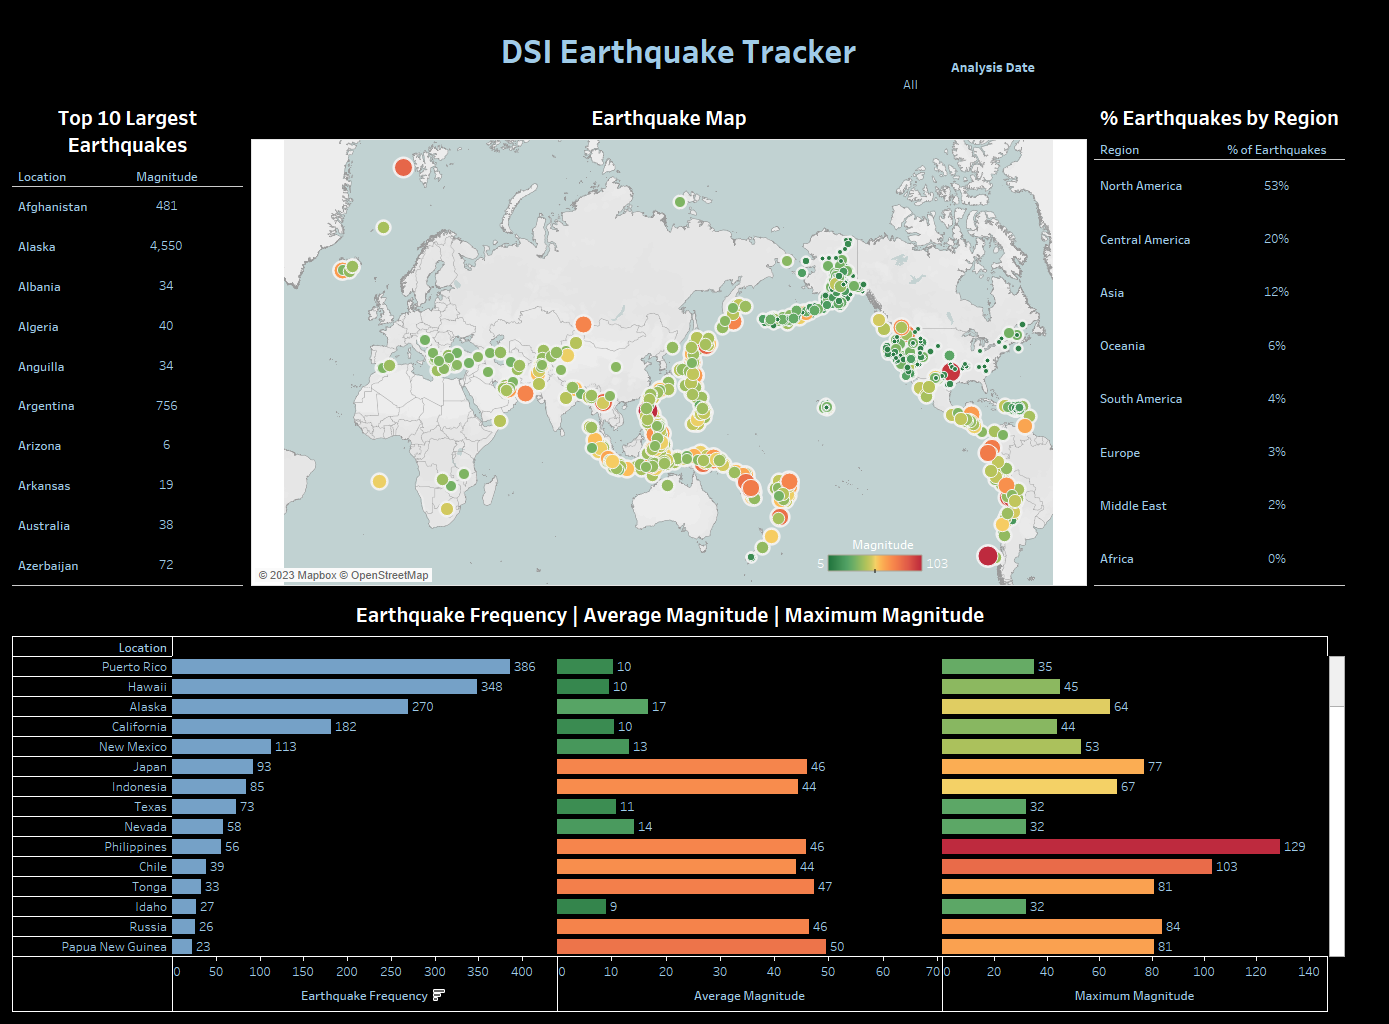 DSI Earthquake Tracker
Analysis Date
All
Top 10 Largest
Earthquakes
Location Magnitude
Afghanistan 481
Alaska 4,550
Albania 34
Algeria 40
Anguilla 34
Argentina 756
Arizona 6
Arkansas 19
Australia 38
Azerbaijan 72
Earthquake Map
Magnitude
5 103
© 2023 Mapbox © OpenStreetMap
% Earthquakes by Region
Region % of Earthquakes
North America 53%
Central America 20%
Asia 12%
Oceania 6%
South America 4%
Europe 3%
Middle East 2%
Africa 0%
Earthquake Frequency | Average Magnitude | Maximum Magnitude
Location
Puerto Rico 386 10 35
Hawaii 348 10 45
Alaska 270 17 64
California 182 10 44
New Mexico 113 13 53
Japan 93 46 77
Indonesia 85 44 67
Texas 73 11 32
Nevada 58 14 32
Philippines 56 46 129
Chile 39 44 103
Tonga 33 47 81
Idaho 27 9 32
Russia 26 46 84
Papua New Guinea 23 50 81
0 50 100 150 200 250 300 350 400 0 10 20 30 40 50 60 70 0 20 40 60 80 100 120 140
Earthquake Frequency Average Magnitude Maximum Magnitude